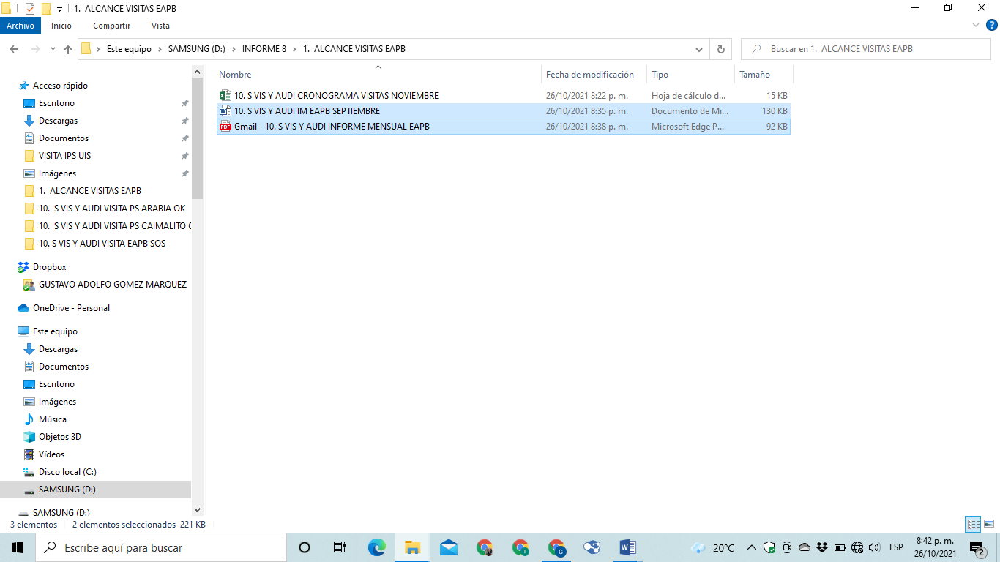 1. ALCANCE VISITAS EAPB
Archivo Inicio Compartir Vista
Este equipo SAMSUNG (D:) INFORME 8 1. ALCANCE VISITAS EAPB
Buscar en 1. ALCANCE VISITAS EAPB
Nombre Fecha de modificación Tipo Tamaño
10. S VIS Y AUDI CRONOGRAMA VISITAS NOVIEMBRE 26/10/2021 8:22 p. m. Hoja de cálculo d... 15 KB
10. S VIS Y AUDI IM EAPB SEPTIEMBRE 26/10/2021 8:35 p. m. Documento de Mi... 130 KB
PDF Gmail - 10. S VIS Y AUDI INFORME MENSUAL EAPB 26/10/2021 8:38 p. m. Microsoft Edge P... 92 KB
Acceso rápido
Escritorio
Descargas
Documentos
VISITA IPS UIS
Imágenes
1. ALCANCE VISITAS EAPB
10. S VIS Y AUDI VISITA PS ARABIA OK
10. S VIS Y AUDI VISITA PS CAIMALITO
10. S VIS Y AUDI VISITA EAPB SOS
Dropbox
GUSTAVO ADOLFO GOMEZ MARQUEZ
OneDrive - Personal
Este equipo
Descargas
Documentos
Escritorio
Imágenes
Música
Objetos 3D
Vídeos
Disco local (C:)
SAMSUNG (D:)
SAMSUNG (D:)
3 elementos 2 elementos seleccionados 221 KB
Escribe aquí para buscar
20°C
ESP
8:42 p. m.
26/10/2021
2